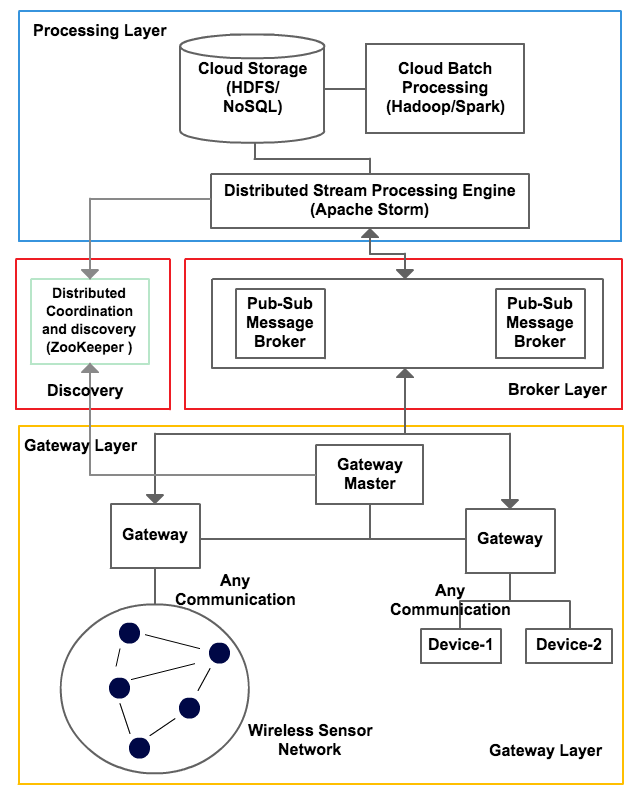 Processing Layer
Cloud Storage
(HDFS/
NoSQL)
Cloud Batch
Processing
(Hadoop/Spark)
Distributed Stream Processing Engine
(Apache Storm)
Distributed
Coordination
and discovery
(ZooKeeper )
Discovery
Pub-Sub
Message
Broker
Pub-Sub
Message
Broker
Broker Layer
Gateway Layer
Gateway
Master
Gateway
Gateway
Any
Communication
Any
Communication
Device-1
Device-2
Wireless Sensor
Network
Gateway Layer